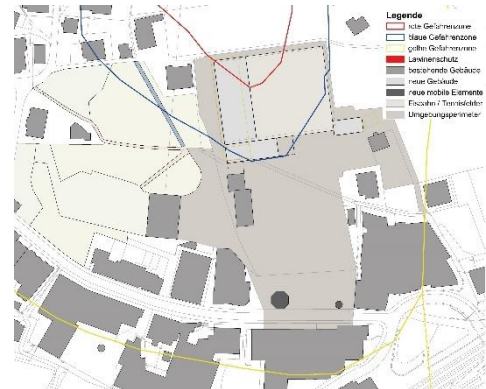 Legende
rote Gefahrenzone
blaue Gefahrenzone
gelbe Gefahrenzone
Lawinenschutz
bestehende Gebäude
neue Gebäude
neue mobile Elemente
Eisbahn / Tennisfelder
Umgebungsperimeter